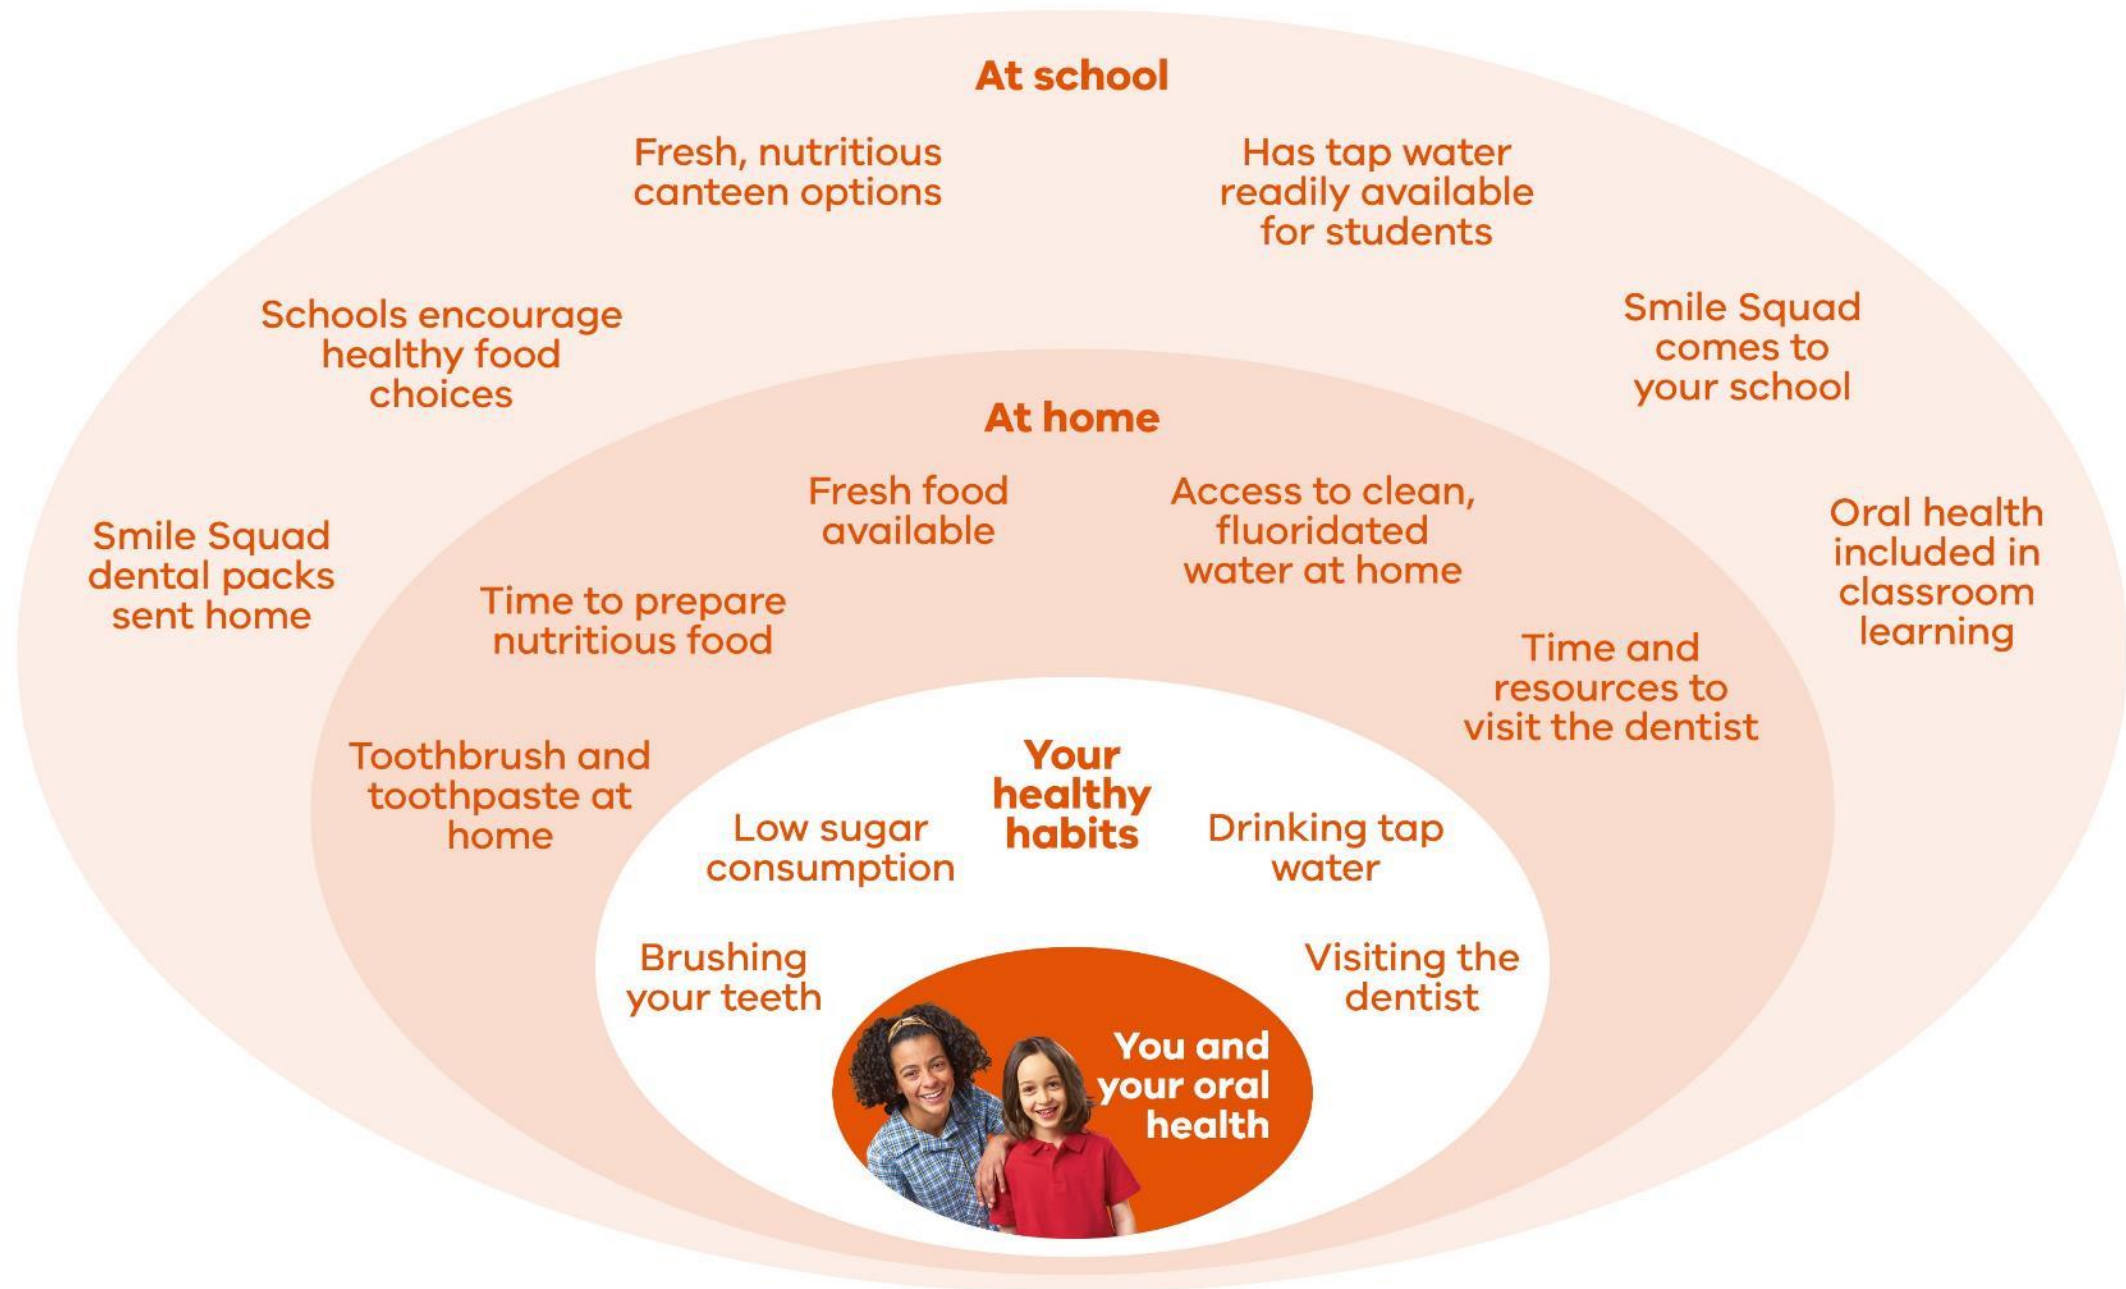 At school
Fresh, nutritious
canteen options
Has tap water
readily available
for students
Schools encourage
healthy food
choices
Smile Squad
comes to
your school
Smile Squad
dental packs
sent home
Oral health
included in
classroom
learning
At home
Fresh food
available
Access to clean,
fluoridated
water at home
Time to prepare
nutritious food
Time and
resources to
visit the dentist
Toothbrush and
toothpaste at
home
Your
healthy
habits
Low sugar
consumption
Drinking tap
water
Brushing
your teeth
Visiting the
dentist
You and
your oral
health